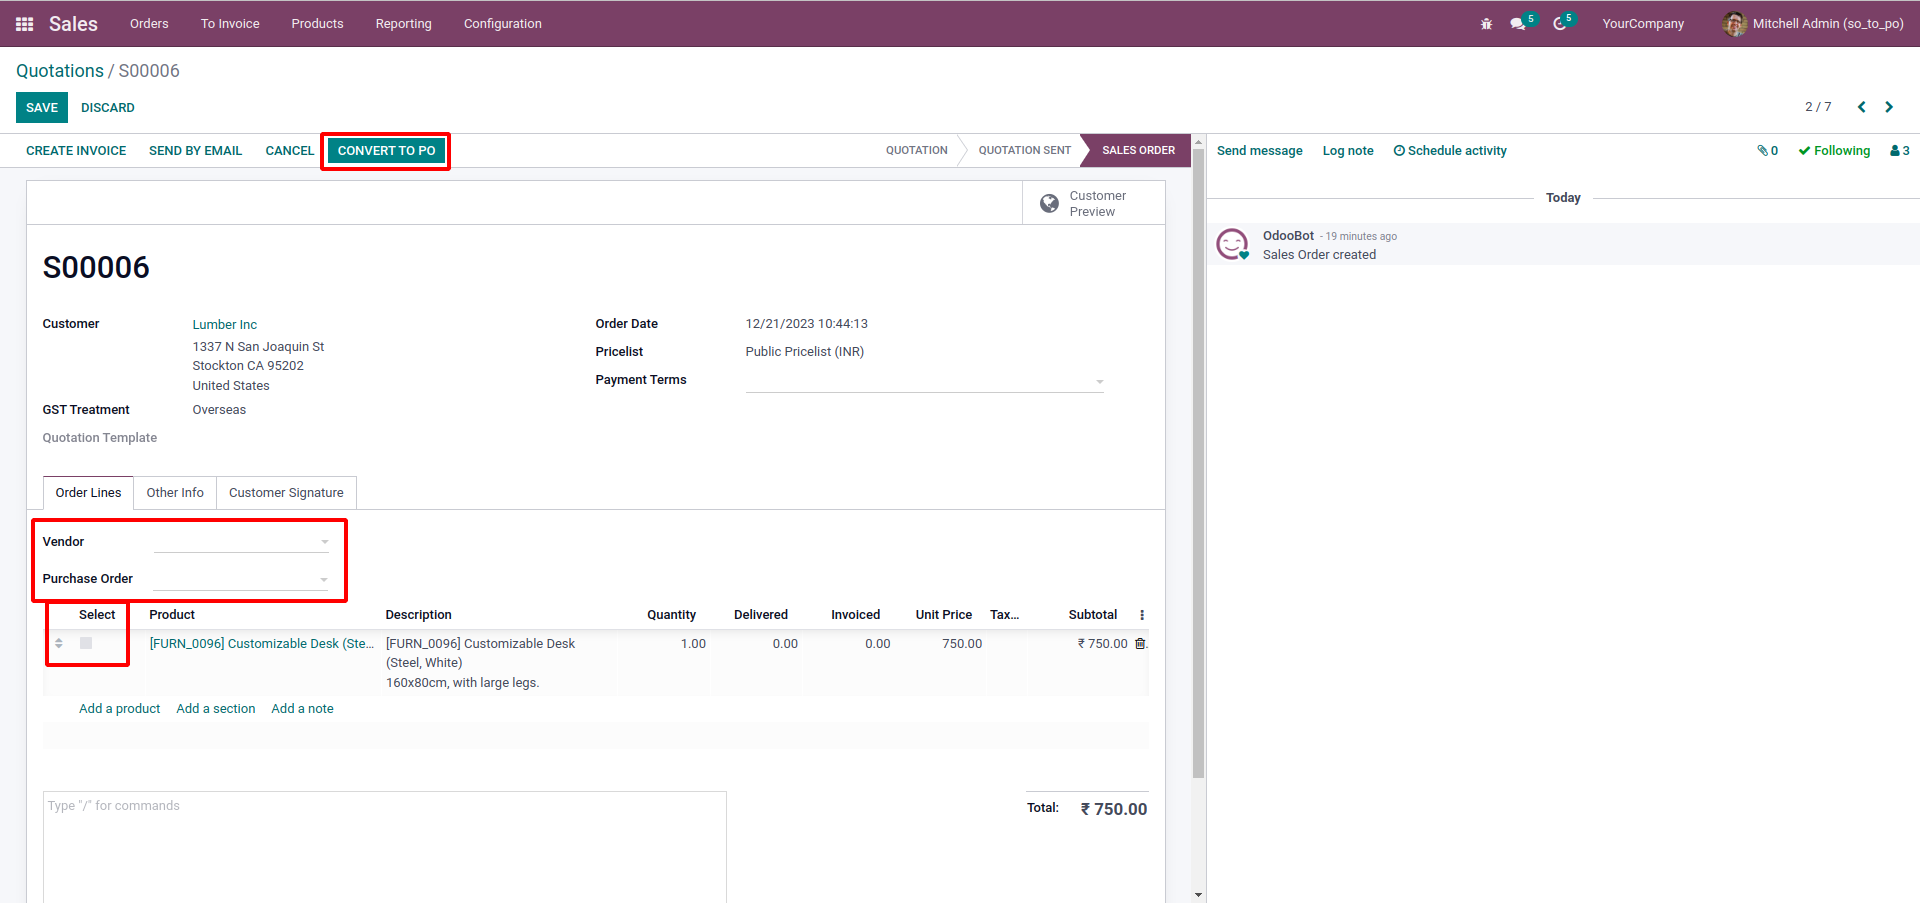 Sales Orders To Invoice Products Reporting Configuration 5 5 YourCompany Mitchell Admin (so_to_po)
Quotations / S00006
SAVE DISCARD 2 / 7
CREATE INVOICE SEND BY EMAIL CANCEL CONVERT TO PO QUOTATION QUOTATION SENT SALES ORDER Send message Log note Schedule activity 0 Following 3
Customer
Preview
Today
OdooBot - 19 minutes ago
Sales Order created
S00006
Customer Lumber Inc Order Date 12/21/2023 10:44:13
1337 N San Joaquin St Pricelist Public Pricelist (INR)
Stockton CA 95202
United States Payment Terms
GST Treatment Overseas
Quotation Template
Order Lines Other Info Customer Signature
Vendor
Purchase Order
Select Product Description Quantity Delivered Invoiced Unit Price Tax... Subtotal
[FURN_0096] Customizable Desk (Ste... [FURN_0096] Customizable Desk 1.00 0.00 0.00 750.00 ₹ 750.00
(Steel, White)
160x80cm, with large legs.
Add a product Add a section Add a note
Type "/" for commands Total: ₹ 750.00